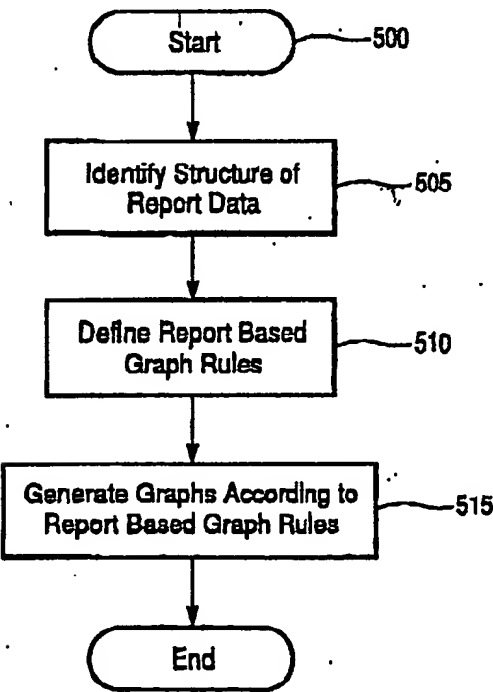 Start
500
Identify Structure of
Report Data
505
Define Report Based
Graph Rules
510
Generate Graphs According to
Report Based Graph Rules
515
End